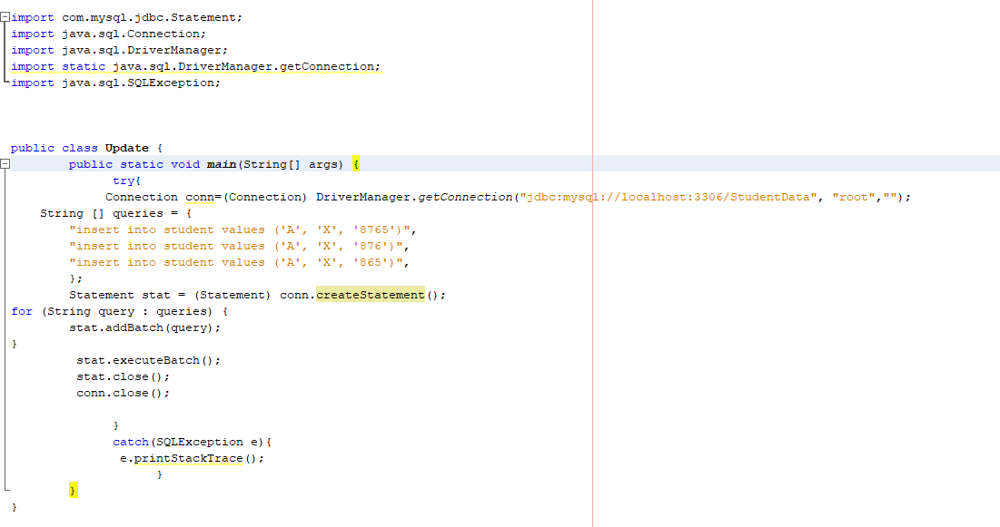 import com.mysql.jdbc.Statement;
import java.sql.Connection;
import java.sql.DriverManager;
import static java.sql.DriverManager.getConnection;
import java.sql.SQLException;
public class Update {
public static void main(String[] args) {
try{
Connection conn=(Connection) DriverManager.getConnection("jdbc:mysql://localhost:3306/StudentData", "root","");
String [] queries = {
"insert into student values ('A', 'X', '8765')",
"insert into student values ('A', 'X', '876')",
"insert into student values ('A', 'X', '865')",
};
Statement stat = (Statement) conn.createStatement();
for (String query : queries) {
stat.addBatch(query);
}
stat.executeBatch();
stat.close();
conn.close();
}
catch(SQLException e){
e.printStackTrace();
}
}
}